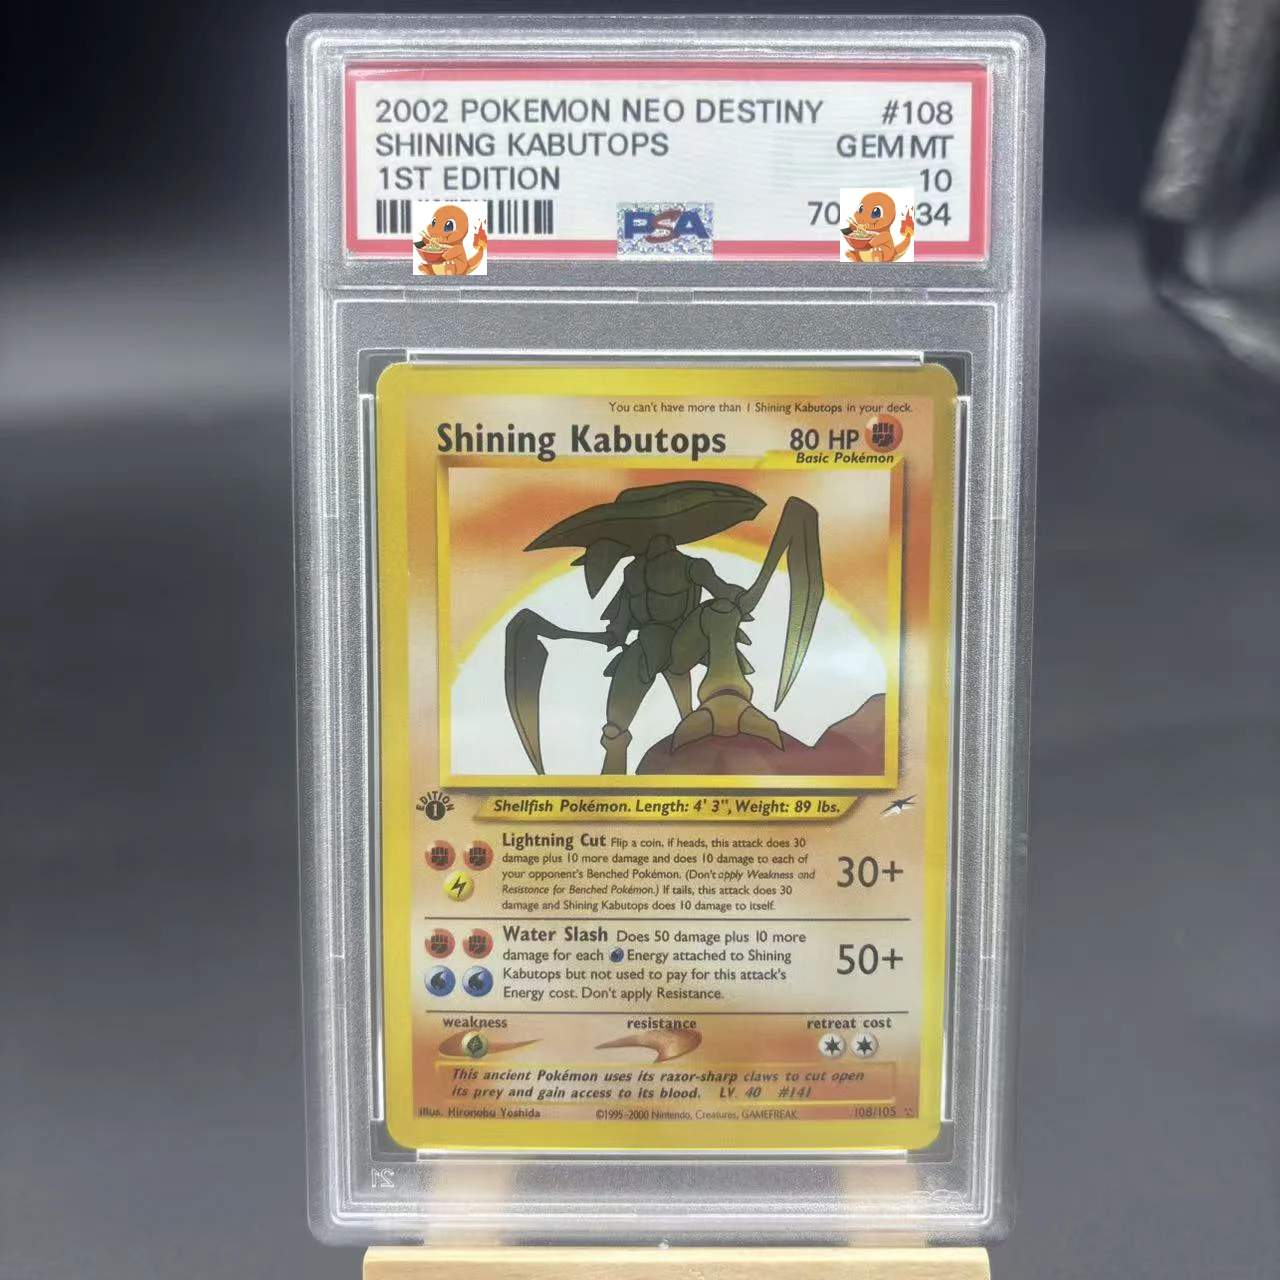 2002 POKEMON NEO DESTINY #108
SHINING KABUTOPS GEM MT
1ST EDITION 10
PSA 70 34
You can't have more than 1 Shining Kabutops in your deck.
Shining Kabutops 80 HP
Basic Pokémon
EDITION 1
Shellfish Pokémon. Length: 4' 3", Weight: 89 lbs.
Lightning Cut Flip a coin, if heads, this attack does 30
damage plus 10 more damage and does 10 damage to each of
your opponent's Benched Pokémon. (Don't apply Weakness and
Resistance for Benched Pokémon.) If tails, this attack does 30
damage and Shining Kabutops does 10 damage to itself.
30+
Water Slash Does 50 damage plus 10 more
damage for each Energy attached to Shining
Kabutops but not used to pay for this attack's
Energy cost. Don't apply Resistance.
50+
weakness resistance retreat cost
This ancient Pokémon uses its razor-sharp claws to cut open
its prey and gain access to its blood. LV. 40 #141
Illus. Hironobu Yoshida ©1995-2000 Nintendo, Creatures, GAMEFREAK. 108/105